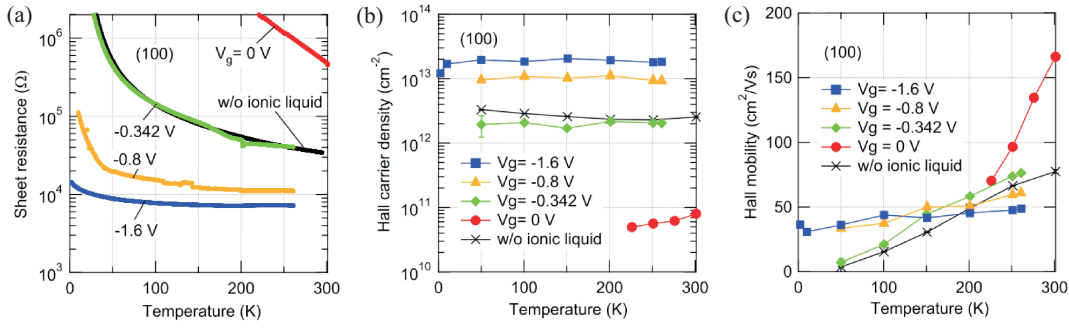 (a)
10^6
10^5
10^4
10^3
Sheet resistance (Ω)
(100)
V_g= 0 V
w/o ionic liquid
-0.342 V
-0.8 V
-1.6 V
0
100
200
300
Temperature (K)
(b)
10^15
10^14
10^13
10^12
10^11
10^10
Hall carrier density (cm^-2)
(100)
Vg= -1.6 V
Vg= -0.8 V
Vg= -0.342 V
Vg= 0 V
w/o ionic liquid
0
100
200
300
Temperature (K)
(c)
200
150
100
50
0
Hall mobility (cm^2/Vs)
(100)
Vg= -1.6 V
Vg= -0.8 V
Vg= -0.342 V
Vg= 0 V
w/o ionic liquid
0
50
100
150
200
250
300
Temperature (K)